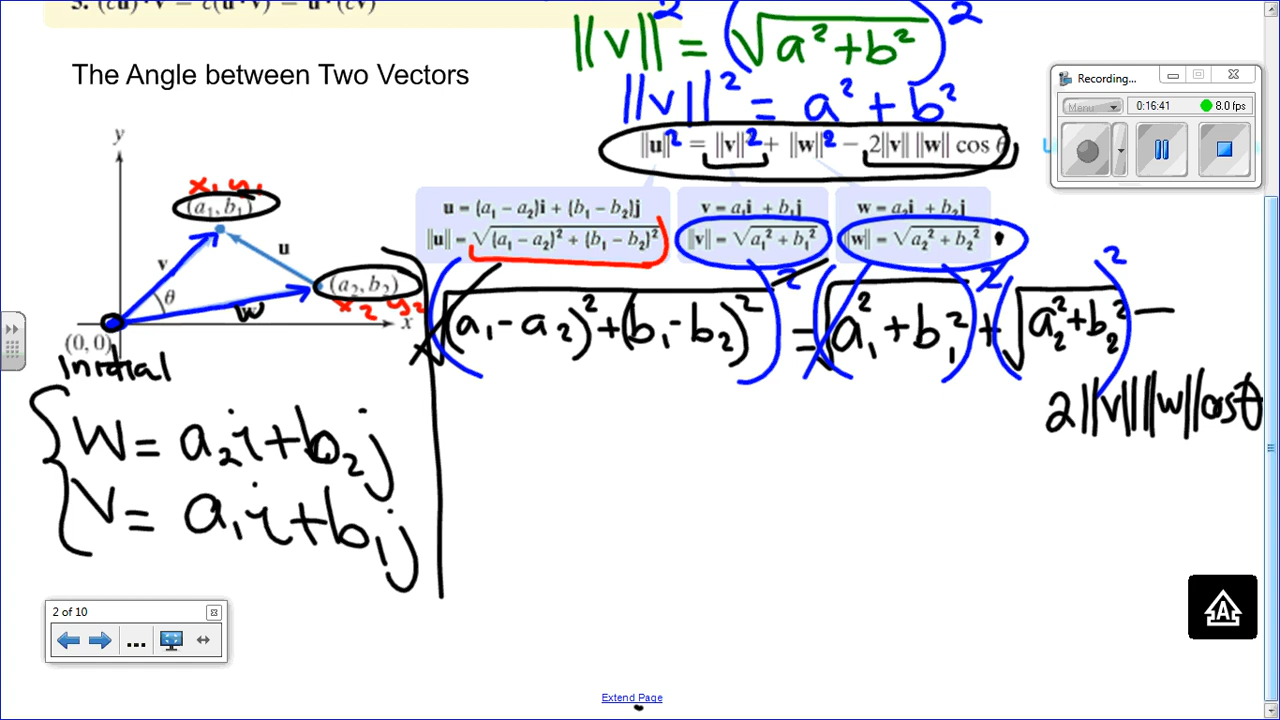 3. (cu) · v = c(u · v) = u · (cv)
||v||² = (√a²+b²)²
||v||² = a² + b²
The Angle between Two Vectors
Recording...
Menu
0:16:41
8.0 fps
||u||² = ||v||² + ||w||² − 2||v|| ||w|| cos θ
y
x₁ y₁
(a₁, b₁)
u = (a₁ − a₂)i + (b₁ − b₂)j
v = a₁i + b₁j
w = a₂i + b₂j
||u|| = √(a₁ − a₂)² + (b₁ − b₂)²
||v|| = √a₁² + b₁²
||w|| = √a₂² + b₂²
v
u
θ
w
(a₂, b₂)
x₂ y₂
x
(0, 0)
Initial
(√(a₁-a₂)²+(b₁-b₂)²)² = (√a₁²+b₁²)² + (√a₂²+b₂²)² −
2||v|| ||w|| cosθ
W = a₂i+b₂j
V = a₁i+b₁j
2 of 10
...
Extend Page